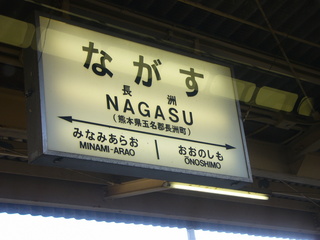 ながす
長洲
NAGASU
(熊本県玉名郡長洲町)
みなみあらお おおのしも
MINAMI-ARAO ŌNOSHIMO